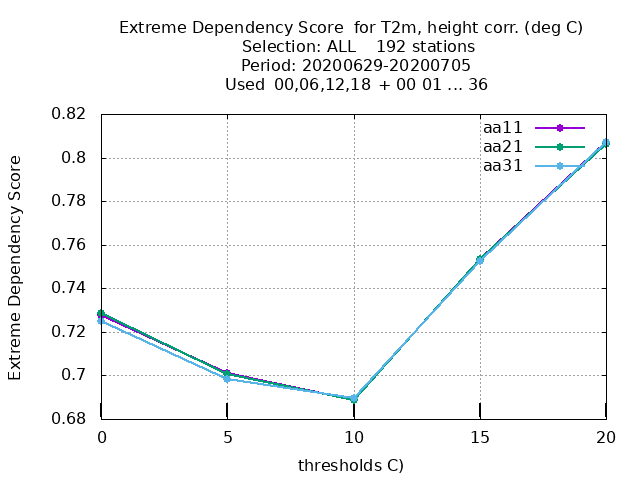 Extreme Dependency Score  for T2m, height corr. (deg C)
Selection: ALL    192 stations
Period: 20200629-20200705
Used  00,06,12,18 + 00 01 ... 36
0.82
0.8
0.78
0.76
0.74
0.72
0.7
0.68
Extreme Dependency Score
aa11
aa21
aa31
0 5 10 15 20
thresholds C)